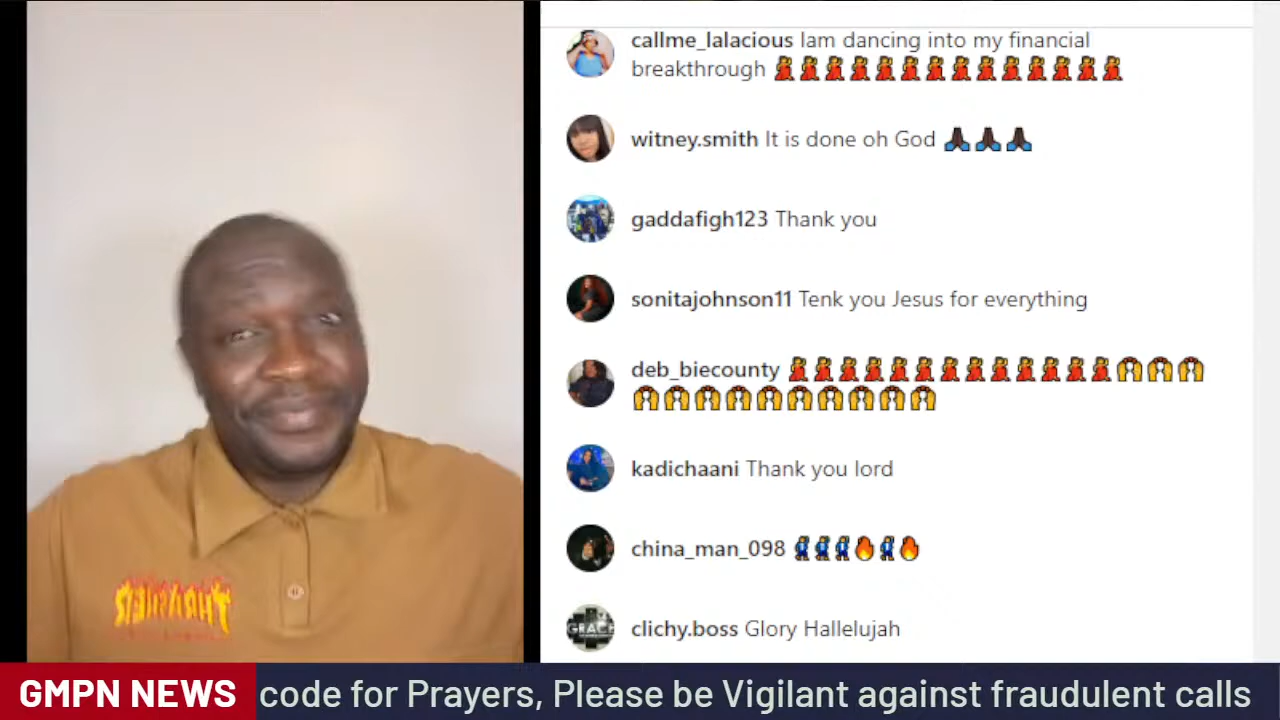 callme_lalacious Iam dancing into my financial
breakthrough 💃💃💃💃💃💃💃💃💃💃💃💃💃💃
witney.smith It is done oh God 🙏🏿🙏🏿🙏🏿
gaddafigh123 Thank you
sonitajohnson11 Tenk you Jesus for everything
deb_biecounty 💃💃💃💃💃💃💃💃💃💃💃💃💃🫶🫶🫶
🫶🫶🫶🫶🫶🫶🫶🫶🫶🫶
kadichaani Thank you lord
china_man_098 🕺🕺🕺🔥🕺🔥
GRACE
clichy.boss Glory Hallelujah
THRASHER
GMPN NEWS code for Prayers, Please be Vigilant against fraudulent calls